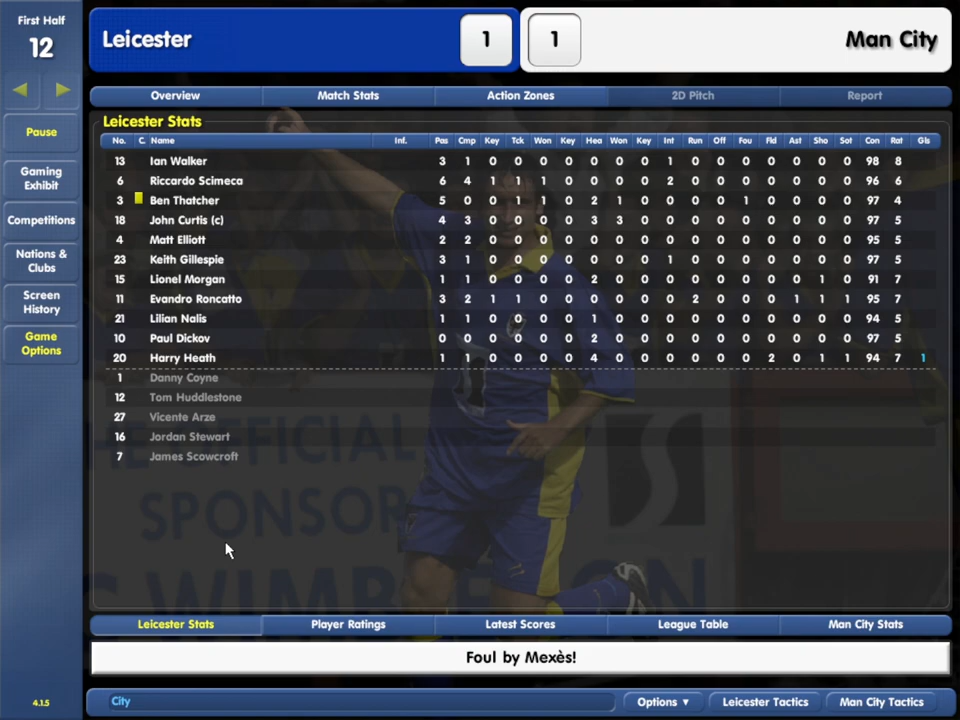 First Half
12
Leicester 1 1 Man City
Overview Match Stats Action Zones 2D Pitch Report
Pause
Gaming Exhibit
Competitions
Nations & Clubs
Screen History
Game Options
Leicester Stats
No. C. Name Inf. Pas Cmp Key Tck Won Key Hea Won Key Int Run Off Fou Fld Ast Sho Sot Con Rat Gls
13 Ian Walker 3 1 0 0 0 0 0 0 0 1 0 0 0 0 0 0 0 98 8
6 Riccardo Scimeca 6 4 1 1 1 0 0 0 0 2 0 0 0 0 0 0 0 96 6
3 Ben Thatcher 5 0 0 1 1 0 2 1 0 0 0 0 1 0 0 0 0 97 4
18 John Curtis (c) 4 3 0 0 0 0 3 3 0 0 0 0 0 0 0 0 0 97 5
4 Matt Elliott 2 2 0 0 0 0 0 0 0 0 0 0 0 0 0 0 0 95 5
23 Keith Gillespie 3 1 0 0 0 0 0 0 0 1 0 0 0 0 0 0 0 97 5
15 Lionel Morgan 1 1 0 0 0 0 2 0 0 0 0 0 0 0 0 1 0 91 7
11 Evandro Roncatto 3 2 1 1 0 0 0 0 0 0 2 0 0 0 1 1 1 95 7
21 Lilian Nalis 1 1 0 0 0 0 1 0 0 0 0 0 0 0 0 0 0 94 5
10 Paul Dickov 0 0 0 0 0 0 2 0 0 0 0 0 0 0 0 0 0 97 5
20 Harry Heath 1 1 0 0 0 0 4 0 0 0 0 0 0 2 0 1 1 94 7 1
1 Danny Coyne
12 Tom Huddlestone
27 Vicente Arze
16 Jordan Stewart
7 James Scowcroft
THE OFFICIAL
SPONSOR
WIMBLEDON
Leicester Stats Player Ratings Latest Scores League Table Man City Stats
Foul by Mexès!
4.1.5
City Options ▼ Leicester Tactics Man City Tactics